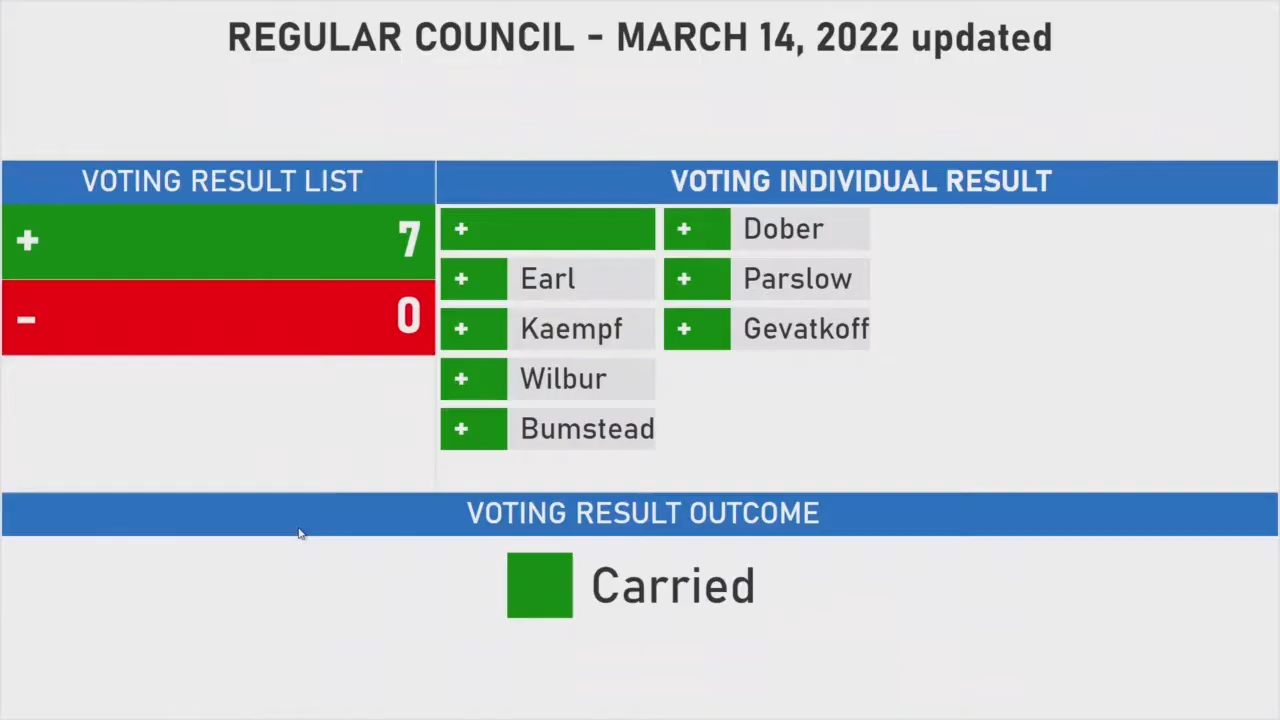 REGULAR COUNCIL - MARCH 14, 2022 updated
VOTING RESULT LIST
+ 7
- 0
VOTING INDIVIDUAL RESULT
+
+ Earl
+ Kaempf
+ Wilbur
+ Bumstead
+ Dober
+ Parslow
+ Gevatkoff
VOTING RESULT OUTCOME
Carried